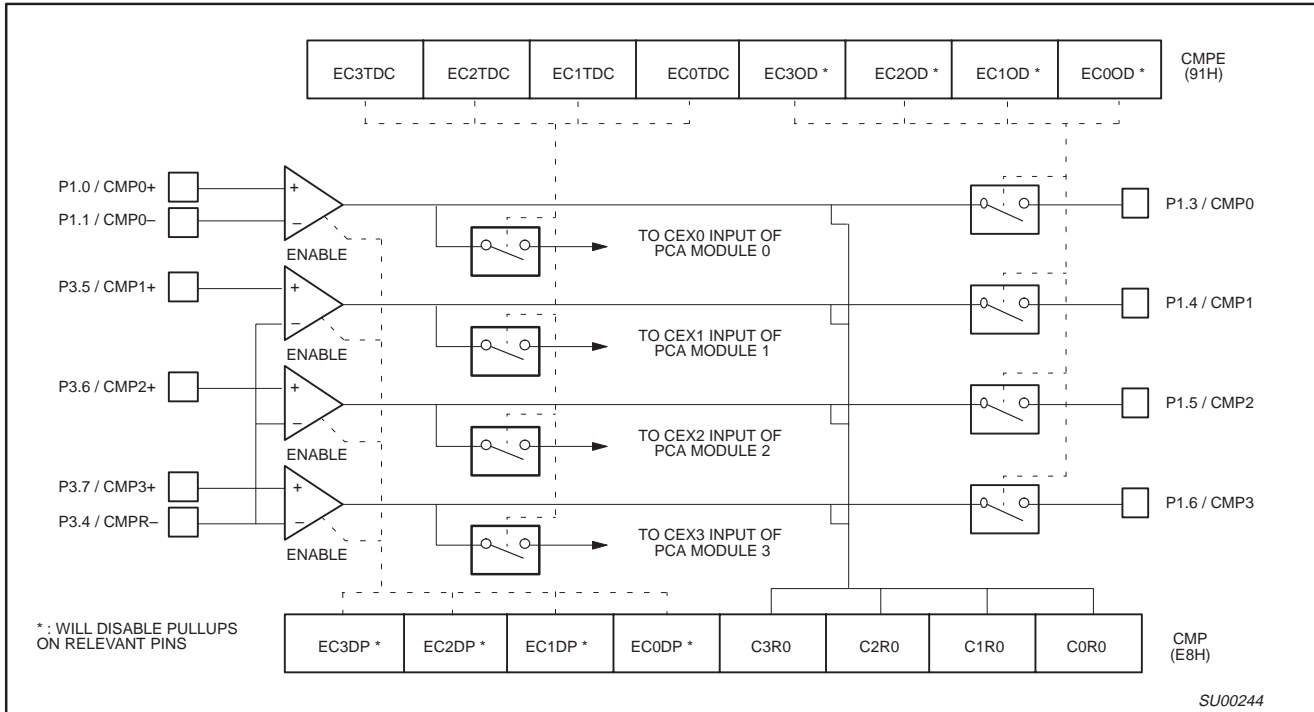 EC3TDC EC2TDC EC1TDC EC0TDC EC3OD * EC2OD * EC1OD * EC0OD *
CMPE
(91H)
P1.0 / CMP0+
+
P1.1 / CMP0–
–
ENABLE
TO CEX0 INPUT OF
PCA MODULE 0
P1.3 / CMP0
P3.5 / CMP1+
+
–
ENABLE
TO CEX1 INPUT OF
PCA MODULE 1
P1.4 / CMP1
P3.6 / CMP2+
+
–
ENABLE
TO CEX2 INPUT OF
PCA MODULE 2
P1.5 / CMP2
P3.7 / CMP3+
+
P3.4 / CMPR–
–
ENABLE
TO CEX3 INPUT OF
PCA MODULE 3
P1.6 / CMP3
* : WILL DISABLE PULLUPS
ON RELEVANT PINS
EC3DP * EC2DP * EC1DP * EC0DP * C3R0 C2R0 C1R0 C0R0
CMP
(E8H)
SU00244